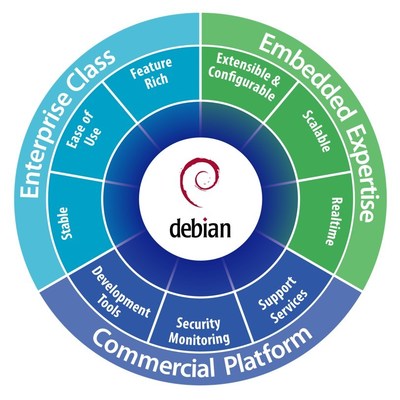 Enterprise Class
Feature
Rich
Ease of
Use
Stable
Embedded Expertise
Extensible &
Configurable
Scalable
Realtime
debian
Commercial Platform
Development
Tools
Security
Monitoring
Support
Services